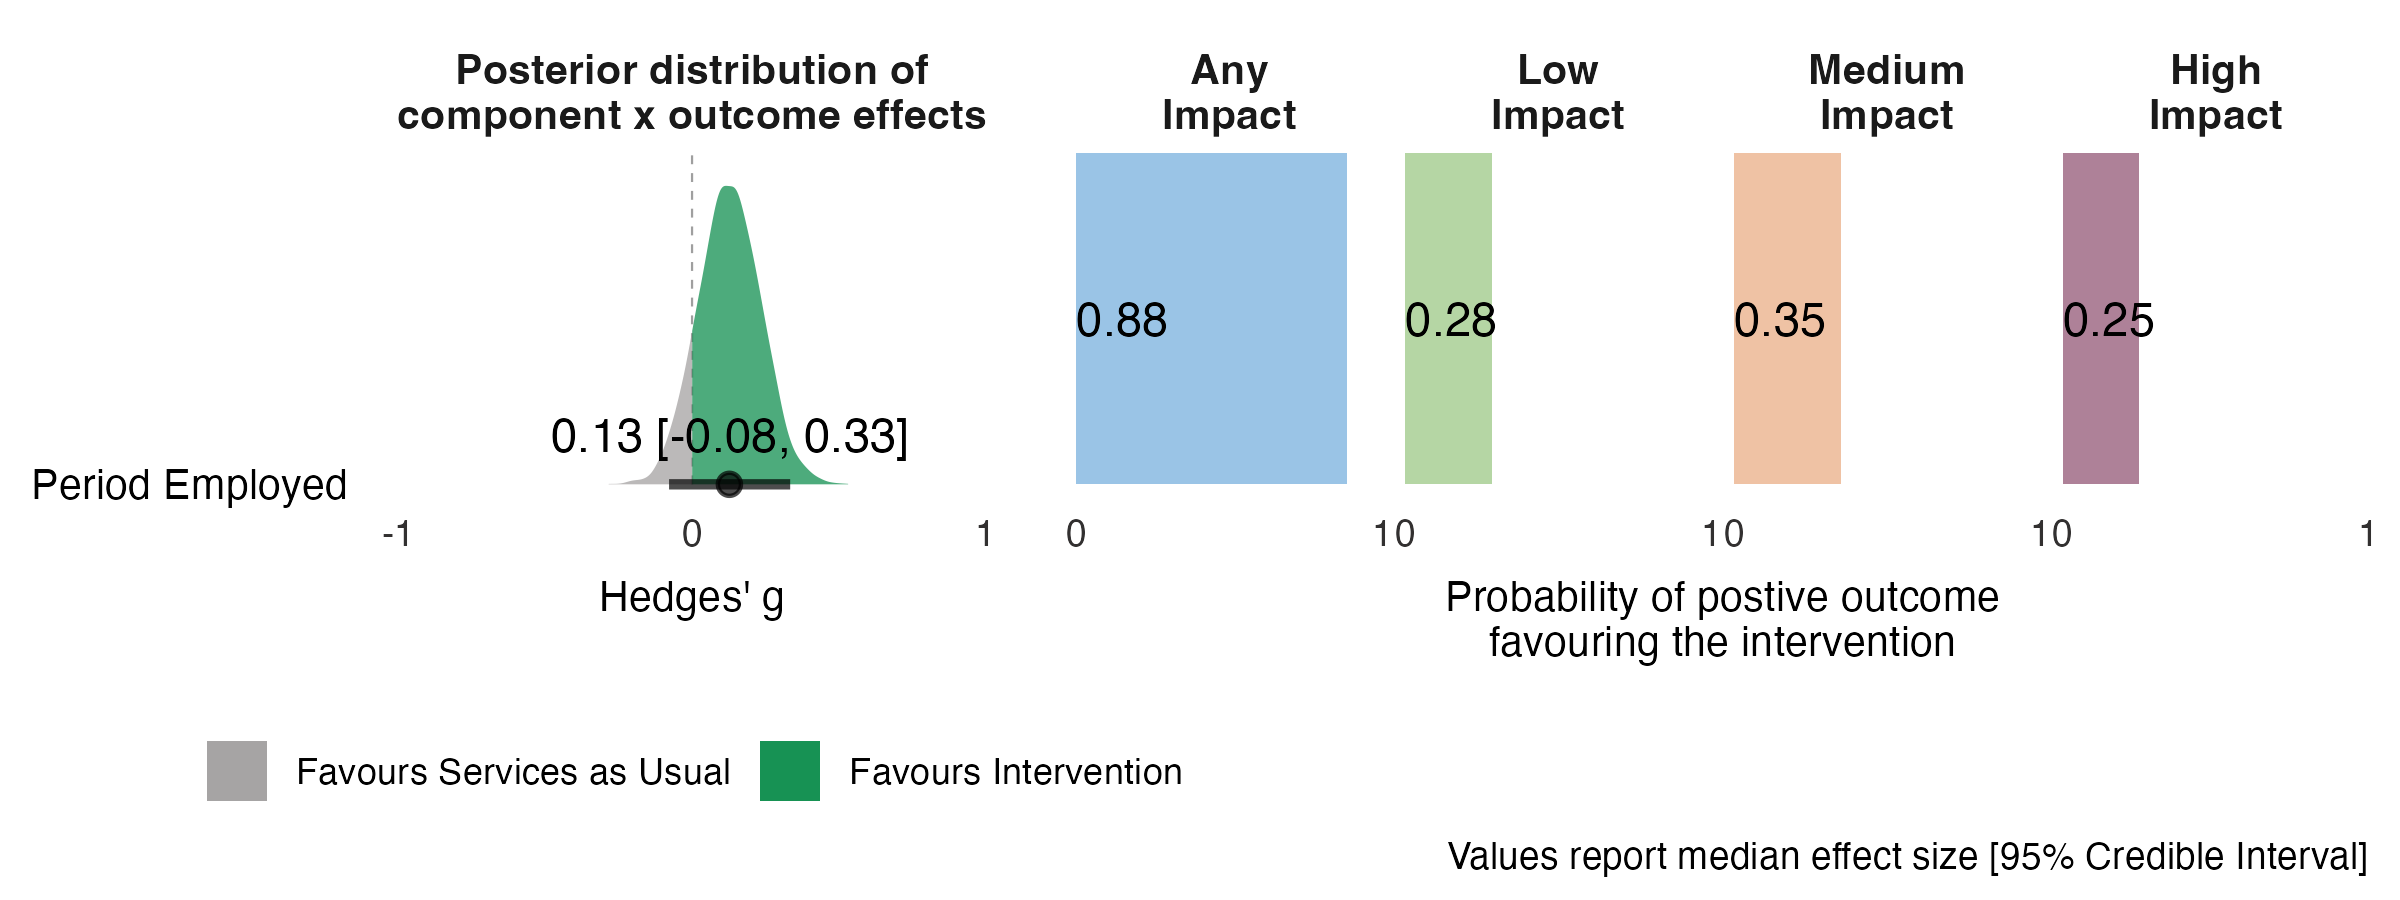 Posterior distribution of
component x outcome effects
Any
Impact
Low
Impact
Medium
Impact
High
Impact
0.88
0.28
0.35
0.25
0.13 [-0.08, 0.33]
Period Employed
-1 0 1 0 10 10 10 1
Hedges' g
Probability of postive outcome
favouring the intervention
Favours Services as Usual
Favours Intervention
Values report median effect size [95% Credible Interval]